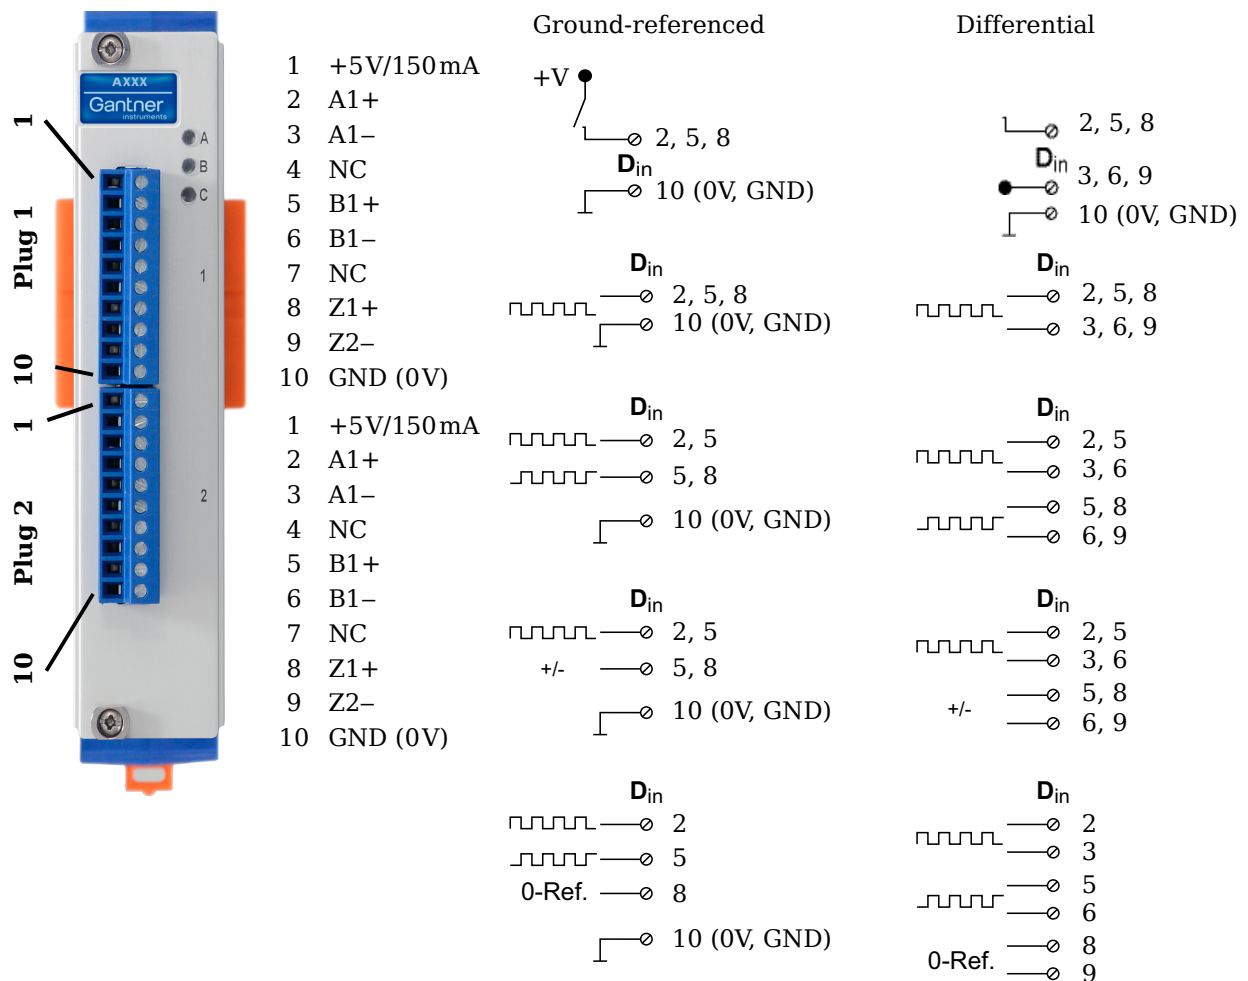 Ground-referenced
Differential
AXXX
Gantner
instruments
A
B
C
1
2
1
Plug 1
10
1
Plug 2
10
1 +5V/150mA
2 A1+
3 A1–
4 NC
5 B1+
6 B1–
7 NC
8 Z1+
9 Z2–
10 GND (0V)
1 +5V/150mA
2 A1+
3 A1–
4 NC
5 B1+
6 B1–
7 NC
8 Z1+
9 Z2–
10 GND (0V)
+V
2, 5, 8
Din
10 (0V, GND)
Din
2, 5, 8
10 (0V, GND)
Din
2, 5
5, 8
10 (0V, GND)
Din
2, 5
+/- 5, 8
10 (0V, GND)
Din
2
5
0-Ref. 8
10 (0V, GND)
2, 5, 8
Din
3, 6, 9
10 (0V, GND)
Din
2, 5, 8
3, 6, 9
Din
2, 5
3, 6
5, 8
6, 9
Din
2, 5
3, 6
5, 8
+/-
6, 9
Din
2
3
5
6
8
0-Ref.
9